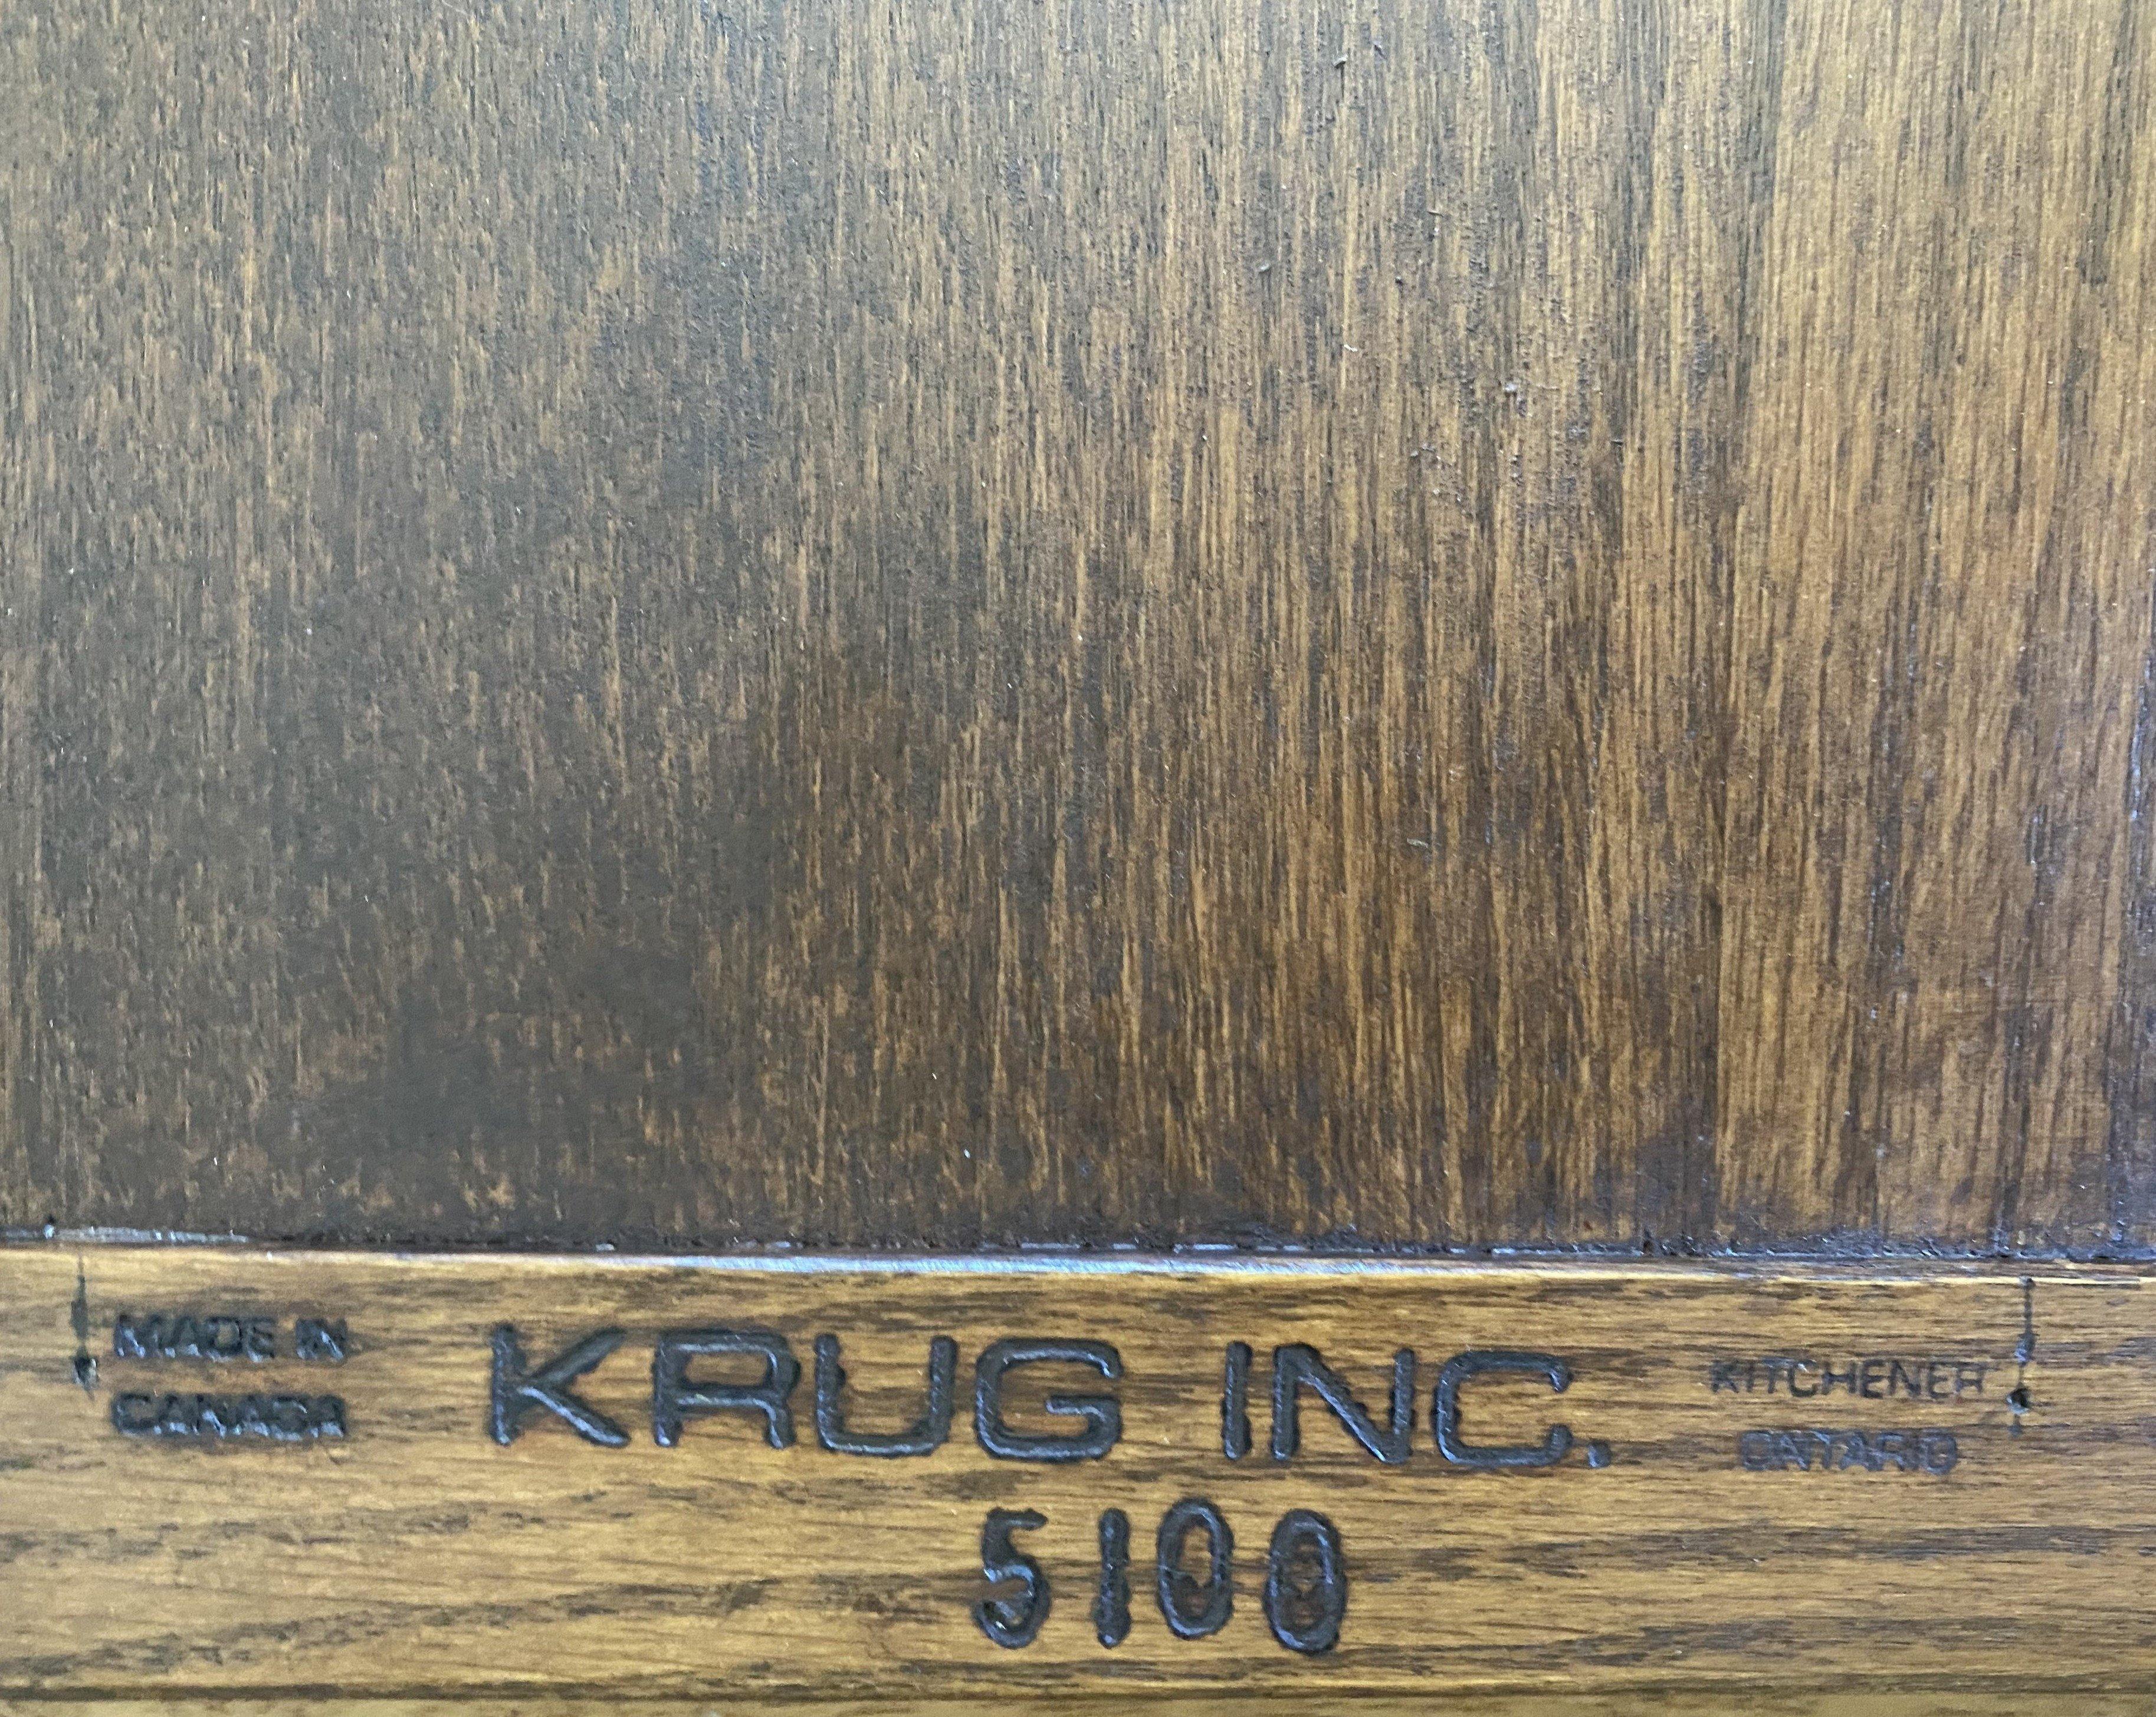 MADE IN
CANADA
KRUG INC.
KITCHENER
ONTARIO
5100